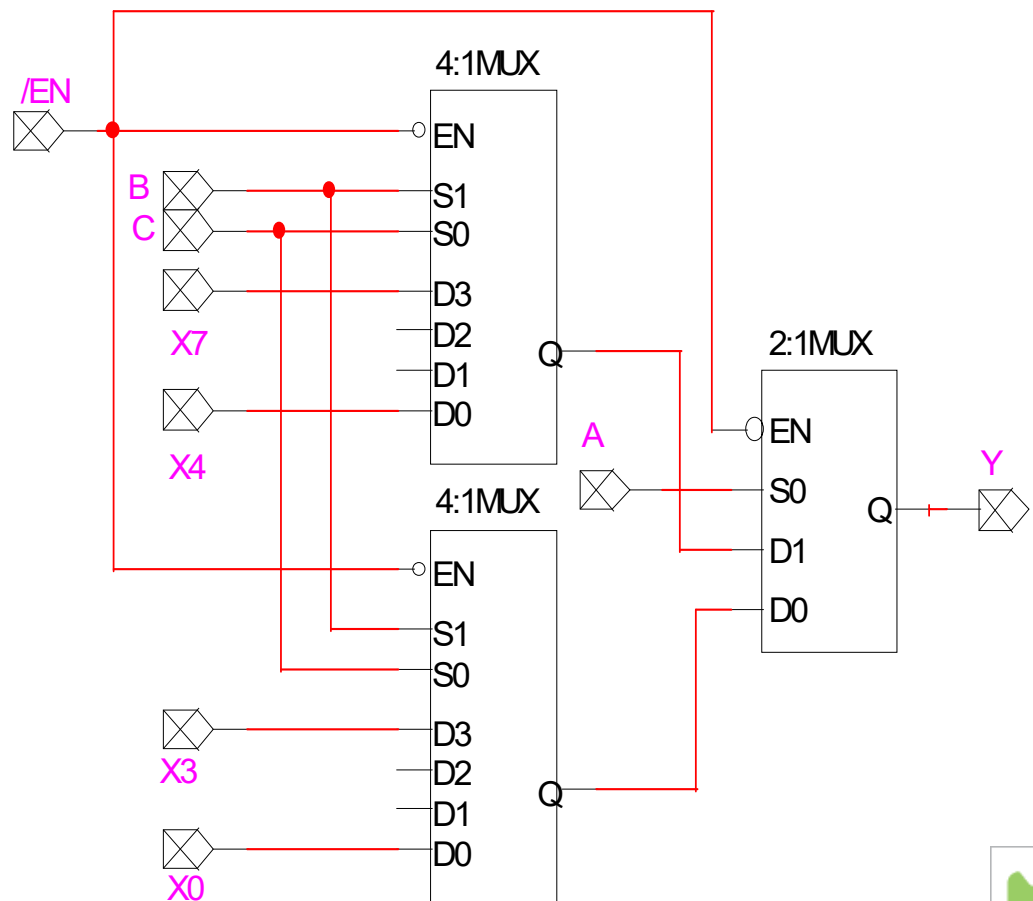 4:1MUX
/EN
EN
B
S1
C
S0
D3
X7
D2
Q
2:1MUX
D1
D0
A
EN
X4
Y
S0
4:1MUX
Q
D1
EN
D0
S1
S0
D3
X3
D2
Q
D1
D0
X0